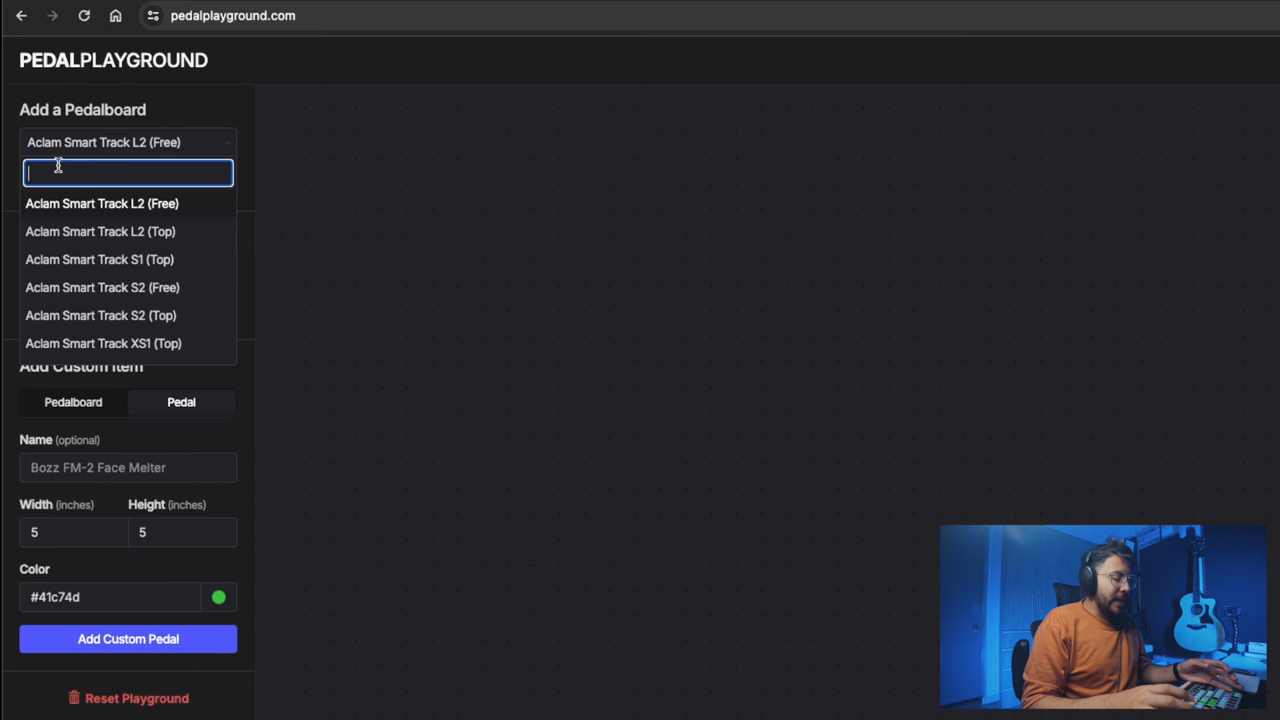 pedalplayground.com
PEDALPLAYGROUND
Add a Pedalboard
Aclam Smart Track L2 (Free)
Aclam Smart Track L2 (Free)
Aclam Smart Track L2 (Top)
Aclam Smart Track S1 (Top)
Aclam Smart Track S2 (Free)
Aclam Smart Track S2 (Top)
Aclam Smart Track XS1 (Top)
Add Custom Item
Pedalboard Pedal
Name (optional)
Bozz FM-2 Face Melter
Width (inches) Height (inches)
5 5
Color
#41c74d
Add Custom Pedal
Reset Playground